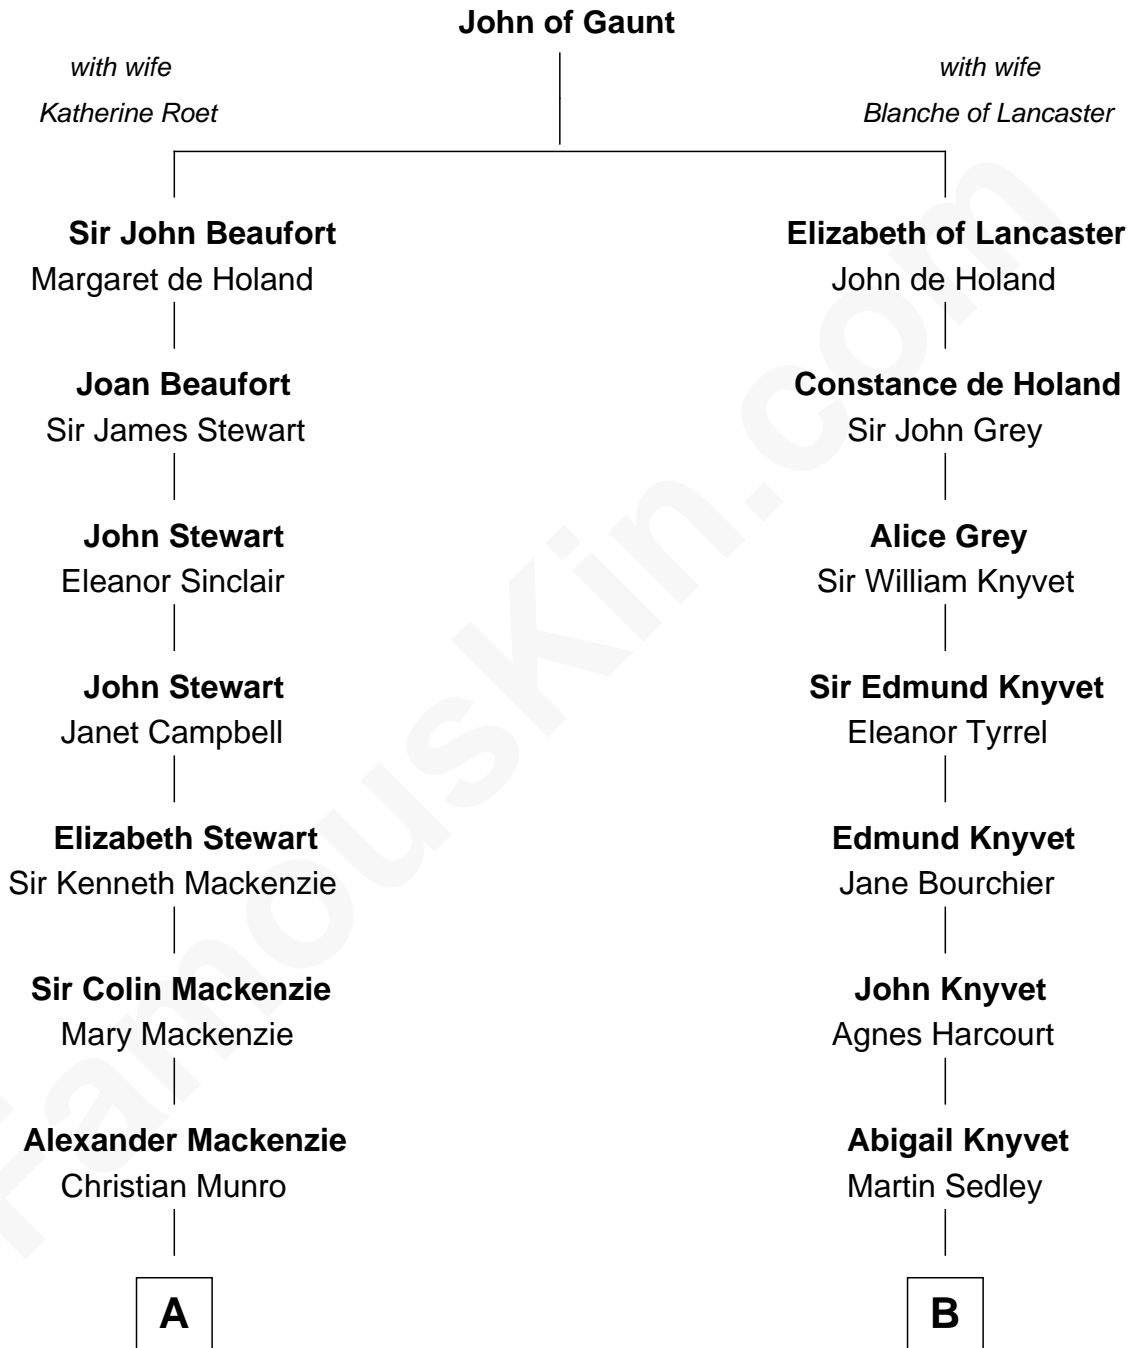 John of Gaunt
with wife
Katherine Roet
with wife
Blanche of Lancaster
Sir John Beaufort
Margaret de Holand
Elizabeth of Lancaster
John de Holand
Joan Beaufort
Sir James Stewart
Constance de Holand
Sir John Grey
John Stewart
Eleanor Sinclair
Alice Grey
Sir William Knyvet
John Stewart
Janet Campbell
Sir Edmund Knyvet
Eleanor Tyrrel
Elizabeth Stewart
Sir Kenneth Mackenzie
Edmund Knyvet
Jane Bourchier
Sir Colin Mackenzie
Mary Mackenzie
John Knyvet
Agnes Harcourt
Alexander Mackenzie
Christian Munro
Abigail Knyvet
Martin Sedley
A
B
FamousKin.com